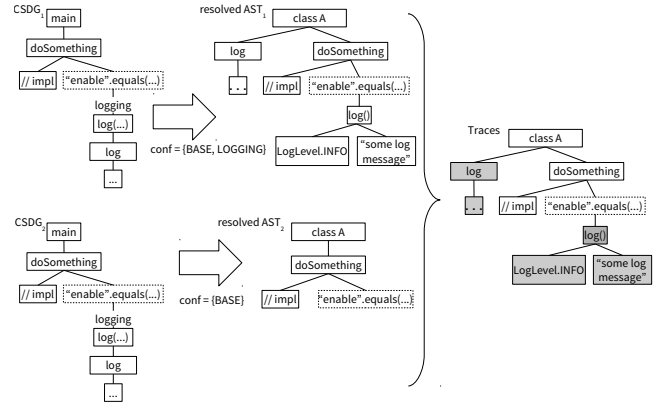 CSDG1
main
doSomething
// impl
“enable”.equals(...)
logging
log(...)
log
...
conf = {BASE, LOGGING}
resolved AST1
class A
log
doSomething
...
// impl
“enable”.equals(...)
log()
LogLevel.INFO
“some log
message”
CSDG2
main
doSomething
// impl
“enable”.equals(...)
logging
log(...)
log
...
conf = {BASE}
resolved AST2
class A
doSomething
// impl
“enable”.equals(...)
Traces
class A
log
doSomething
...
// impl
“enable”.equals(...)
log()
LogLevel.INFO
“some log
message”